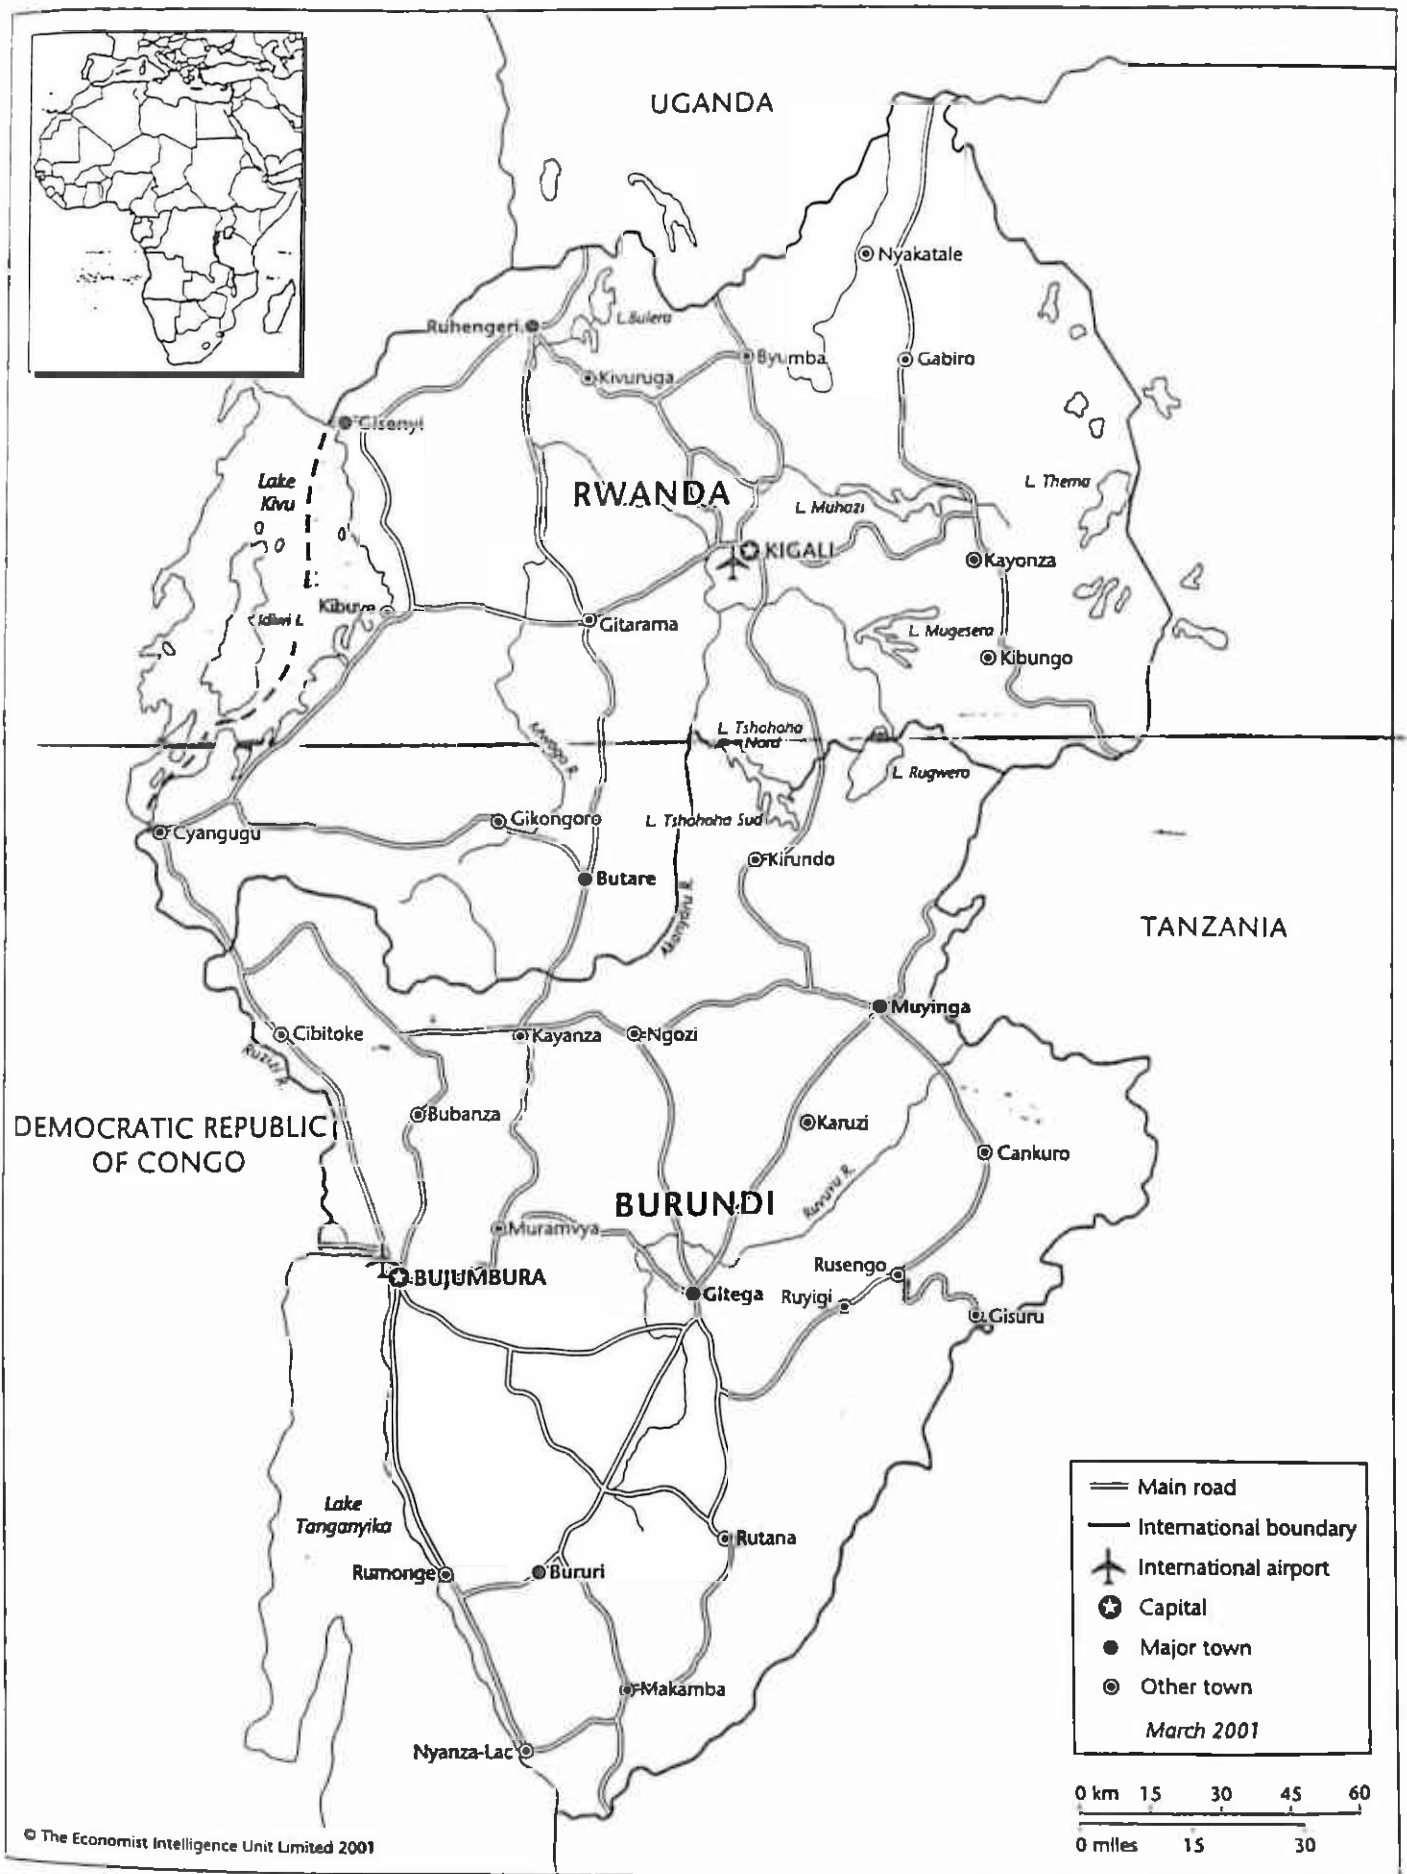 UGANDA
Nyakatale
L. Bulera
Ruhengeri
Byumba
Gabiro
Kivuruga
Gisenyi
Lake
Kivu
RWANDA
L. Thema
L. Muhazi
KIGALI
Kayonza
Kibuye
Idjwi I.
Gitarama
L. Mugesera
Kibungo
L. Tshohoha
Nord
Mwogo R.
L. Rugwero
Gikongoro
L. Tshohoha Sud
Cyangugu
Kirundo
Butare
Akanyaru R.
TANZANIA
Muyinga
Cibitoke
Kayanza
Ngozi
Ruzizi R.
Bubanza
Karuzi
DEMOCRATIC REPUBLIC
OF CONGO
Cankuro
Ruvuvu R.
BURUNDI
Muramvya
Rusengo
BUJUMBURA
Gitega
Ruyigi
Gisuru
Lake
Tanganyika
Rutana
Rumonge
Bururi
Makamba
Nyanza-Lac
Main road
International boundary
International airport
Capital
Major town
Other town
March 2001
0 km 15 30 45 60
0 miles 15 30
© The Economist Intelligence Unit Limited 2001